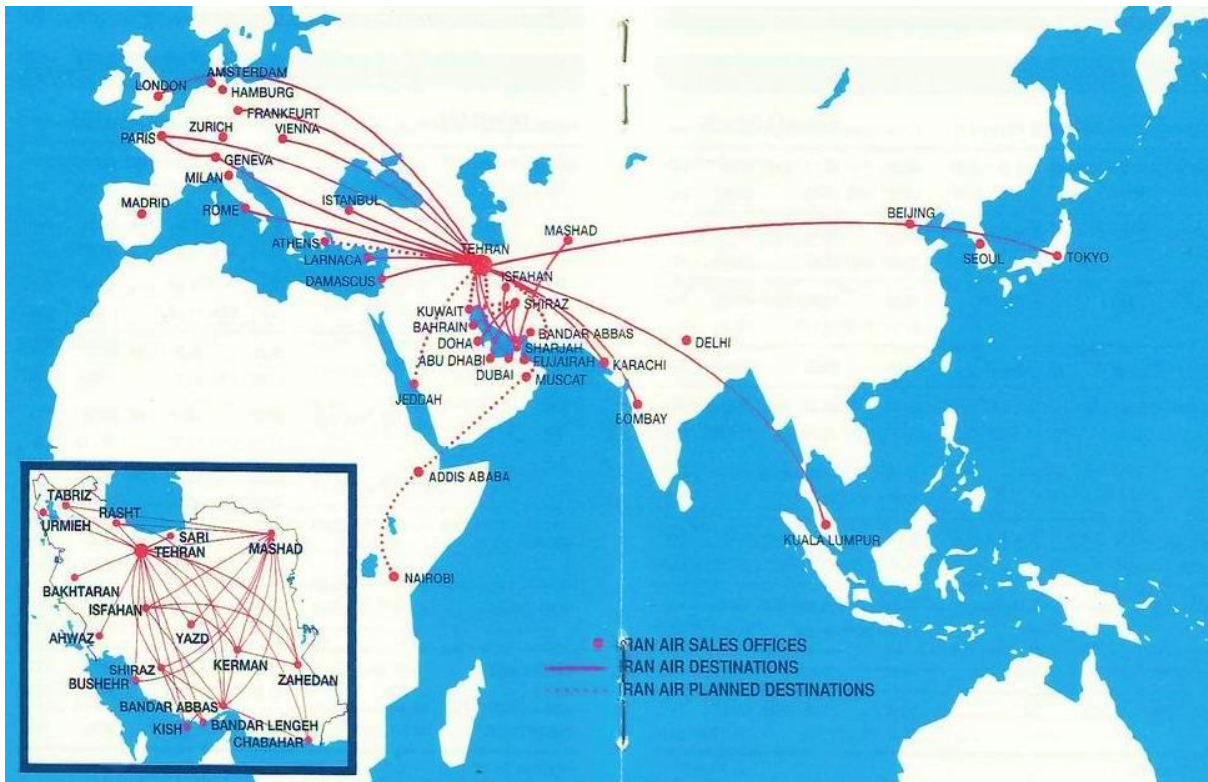 AMSTERDAM
LONDON
HAMBURG
FRANKFURT
ZURICH
VIENNA
PARIS
GENEVA
MILAN
MADRID
ROME
ISTANBUL
ATHENS
LARNACA
DAMASCUS
TEHRAN
MASHAD
BEIJING
SEOUL
TOKYO
ISFAHAN
SHIRAZ
KUWAIT
BAHRAIN
DOHA
BANDAR ABBAS
SHARJAH
ABU DHABI
FUJAIRAH
DUBAI
MUSCAT
KARACHI
DELHI
JEDDAH
BOMBAY
ADDIS ABABA
NAIROBI
KUALA LUMPUR
TABRIZ
RASHT
URMIEH
SARI
TEHRAN
MASHAD
BAKHTARAN
ISFAHAN
AHWAZ
YAZD
SHIRAZ
KERMAN
BUSHEHR
ZAHEDAN
BANDAR ABBAS
KISH
BANDAR LENGEH
CHABAHAR
IRAN AIR SALES OFFICES
IRAN AIR DESTINATIONS
IRAN AIR PLANNED DESTINATIONS